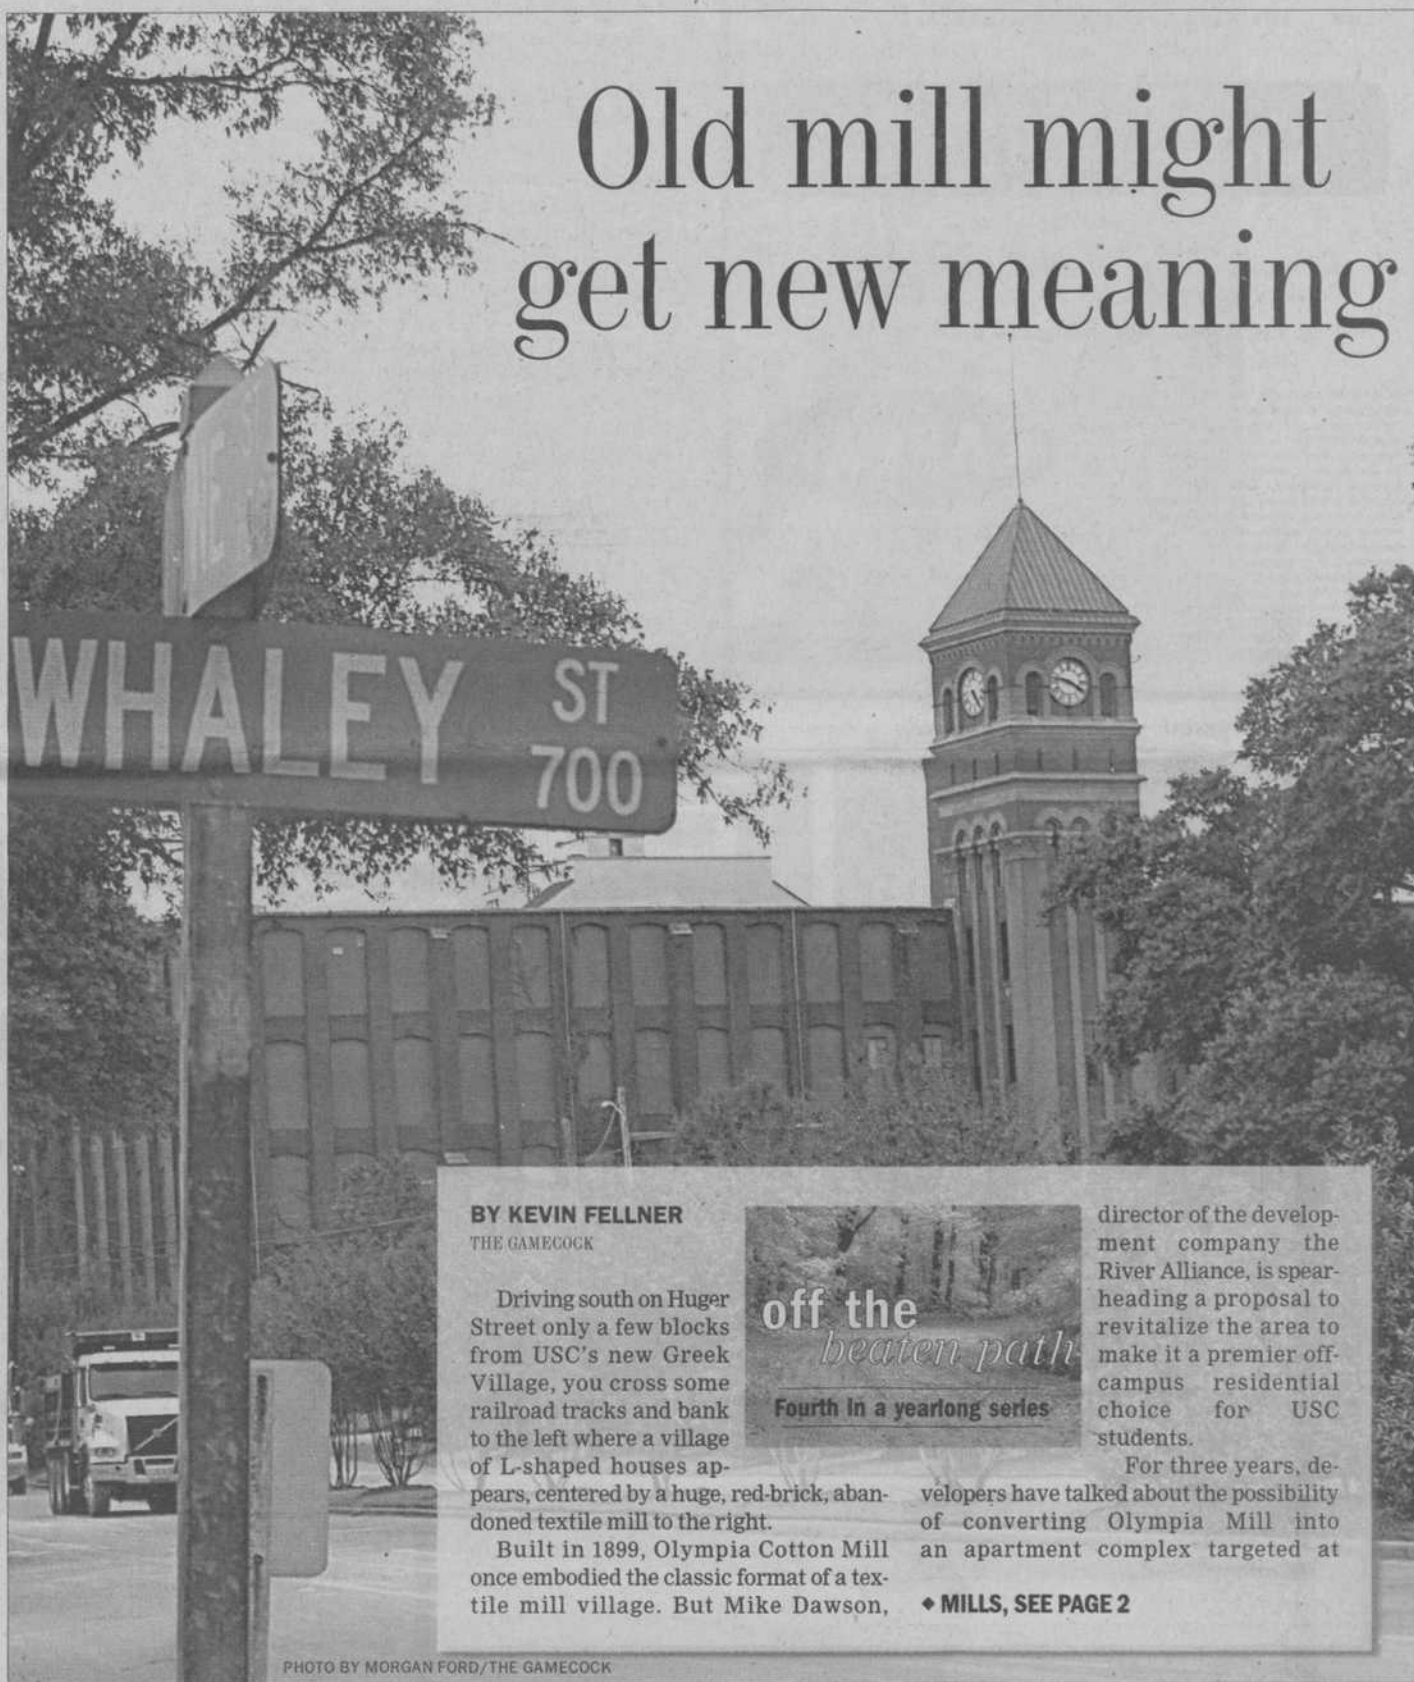 Old mill might
get new meaning
WHALEY ST
700
BY KEVIN FELLNER
THE GAMECOCK
Driving south on Huger
Street only a few blocks
from USC's new Greek
Village, you cross some
railroad tracks and bank
to the left where a village
of L-shaped houses ap-
pears, centered by a huge, red-brick, aban-
doned textile mill to the right.
Built in 1899, Olympia Cotton Mill
once embodied the classic format of a tex-
tile mill village. But Mike Dawson,
off the
beaten path
Fourth in a yearlong series
director of the develop-
ment company the
River Alliance, is spear-
heading a proposal to
revitalize the area to
make it a premier off-
campus residential
choice for USC
students.
For three years, de-
velopers have talked about the possibility
of converting Olympia Mill into
an apartment complex targeted at
◆ MILLS, SEE PAGE 2
PHOTO BY MORGAN FORD/THE GAMECOCK